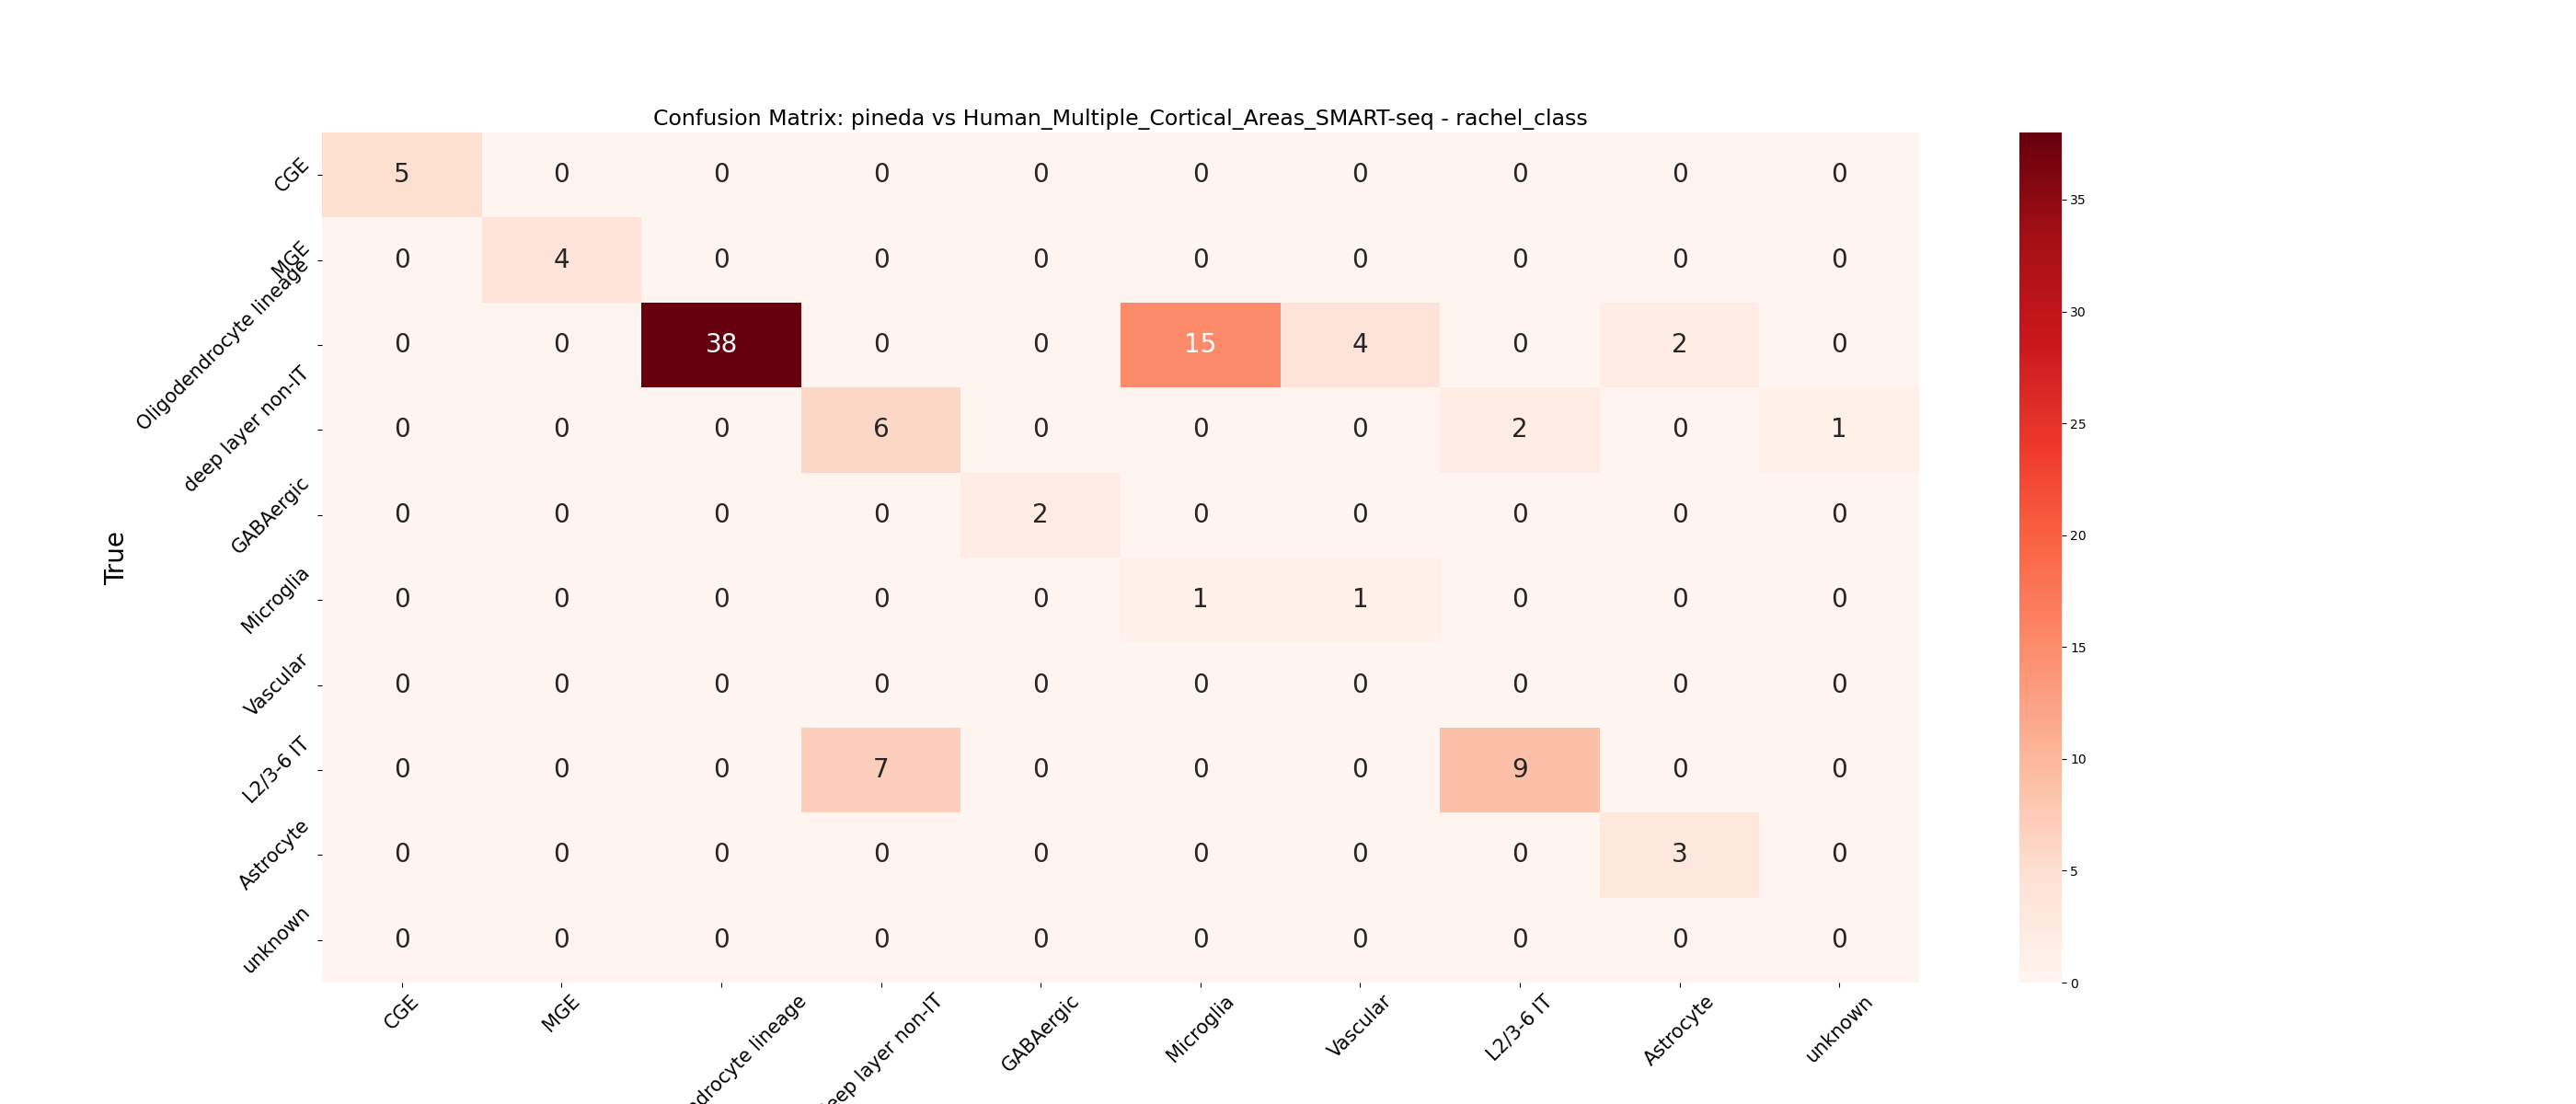 Confusion Matrix: pineda vs Human_Multiple_Cortical_Areas_SMART-seq - rachel_class
True
CGE 5 0 0 0 0 0 0 0 0 0
MGE 0 4 0 0 0 0 0 0 0 0
Oligodendrocyte lineage 0 0 38 0 0 15 4 0 2 0
deep layer non-IT 0 0 0 6 0 0 0 2 0 1
GABAergic 0 0 0 0 2 0 0 0 0 0
Microglia 0 0 0 0 0 1 1 0 0 0
Vascular 0 0 0 0 0 0 0 0 0 0
L2/3-6 IT 0 0 0 7 0 0 0 9 0 0
Astrocyte 0 0 0 0 0 0 0 0 3 0
unknown 0 0 0 0 0 0 0 0 0 0
CGE MGE ndrocyte lineage eep layer non-IT GABAergic Microglia Vascular L2/3-6 IT Astrocyte unknown
35
30
25
20
15
10
5
0